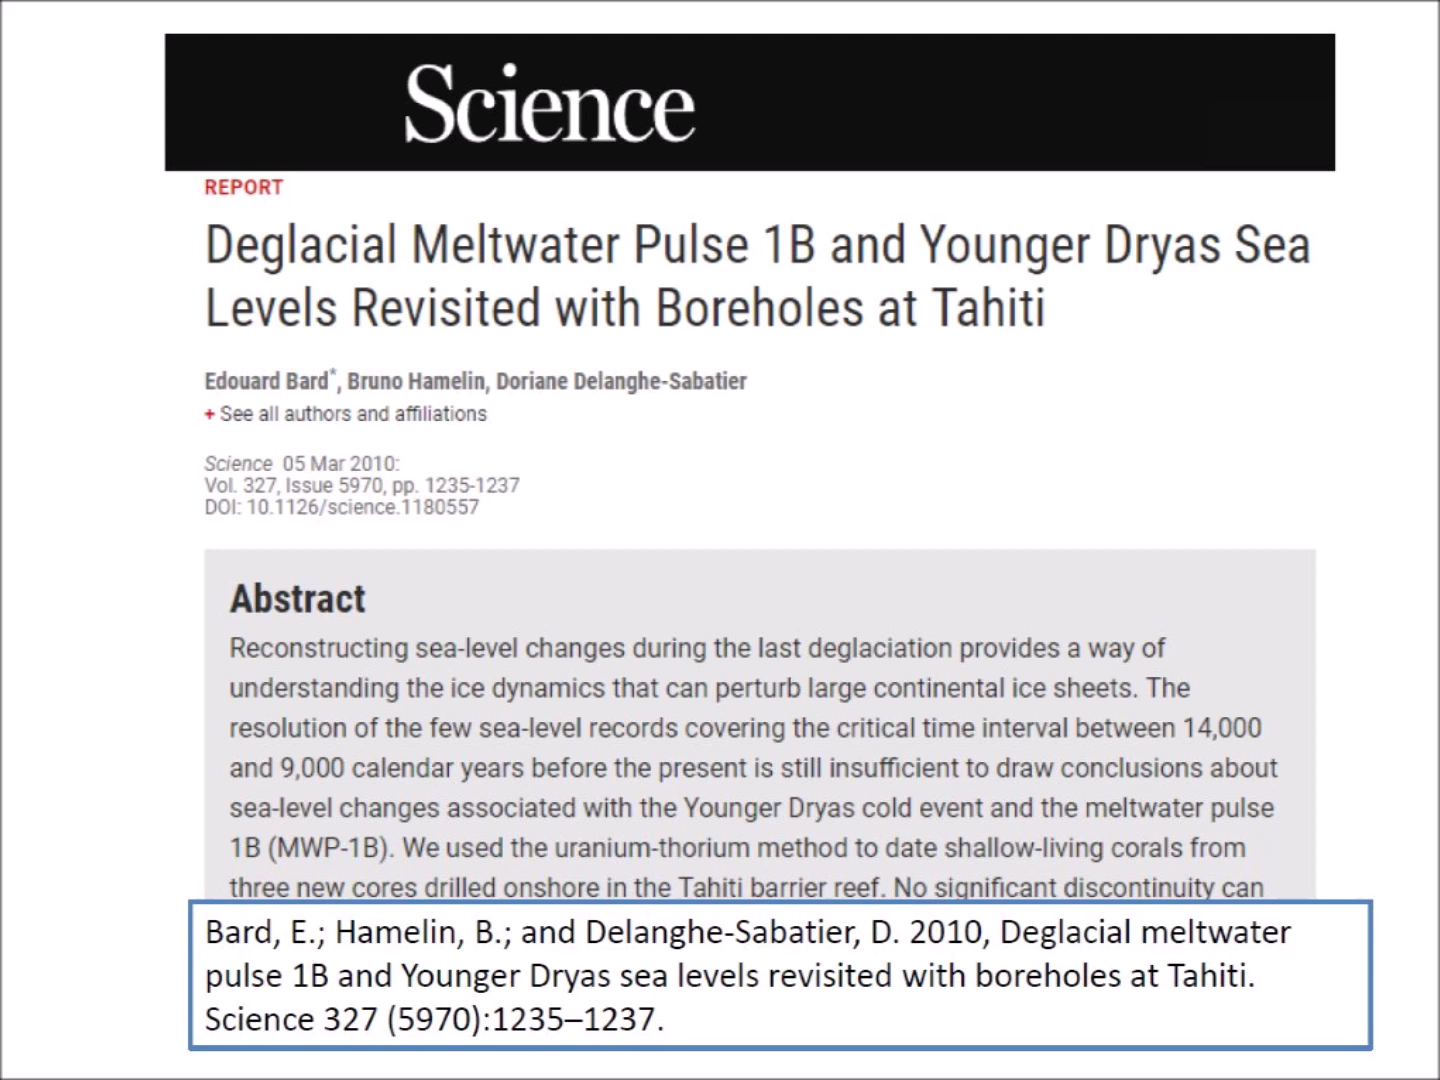 Science
REPORT
Deglacial Meltwater Pulse 1B and Younger Dryas Sea
Levels Revisited with Boreholes at Tahiti
Edouard Bard*, Bruno Hamelin, Doriane Delanghe-Sabatier
+ See all authors and affiliations
Science 05 Mar 2010:
Vol. 327, Issue 5970, pp. 1235-1237
DOI: 10.1126/science.1180557
Abstract
Reconstructing sea-level changes during the last deglaciation provides a way of
understanding the ice dynamics that can perturb large continental ice sheets. The
resolution of the few sea-level records covering the critical time interval between 14,000
and 9,000 calendar years before the present is still insufficient to draw conclusions about
sea-level changes associated with the Younger Dryas cold event and the meltwater pulse
1B (MWP-1B). We used the uranium-thorium method to date shallow-living corals from
three new cores drilled onshore in the Tahiti barrier reef. No significant discontinuity can
Bard, E.; Hamelin, B.; and Delanghe-Sabatier, D. 2010, Deglacial meltwater
pulse 1B and Younger Dryas sea levels revisited with boreholes at Tahiti.
Science 327 (5970):1235–1237.